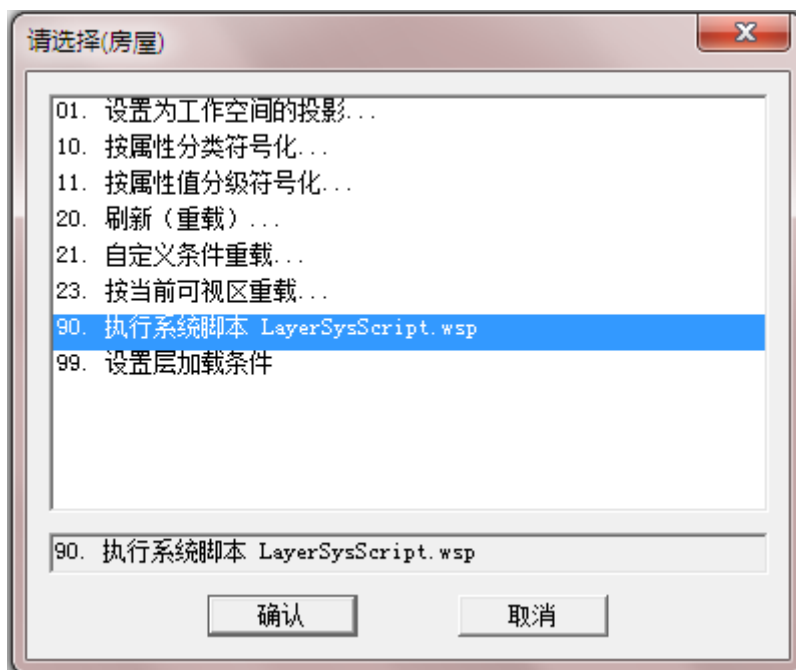 请选择(房屋)
01. 设置为工作空间的投影...
10. 按属性分类符号化...
11. 按属性值分级符号化...
20. 刷新（重载）...
21. 自定义条件重载...
23. 按当前可视区重载...
90. 执行系统脚本 LayerSysScript.wsp
99. 设置层加载条件
90. 执行系统脚本 LayerSysScript.wsp
确认 取消